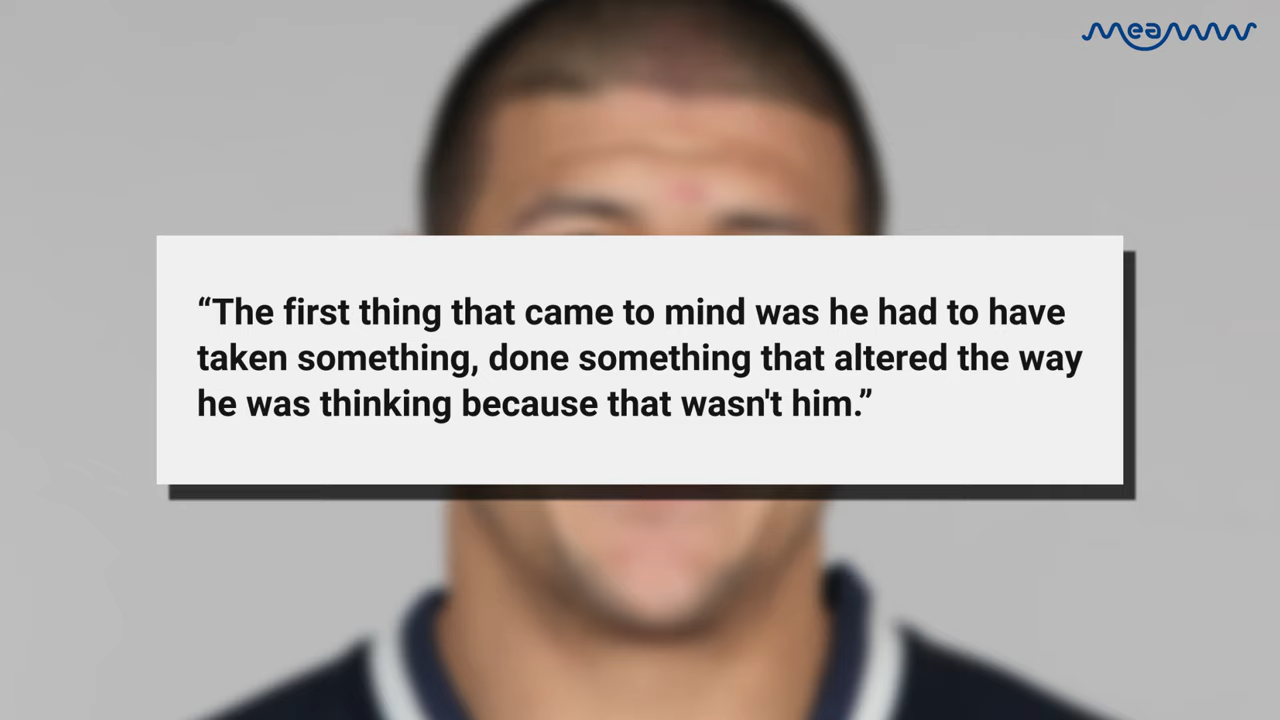 meaww
“The first thing that came to mind was he had to have
taken something, done something that altered the way
he was thinking because that wasn't him.”